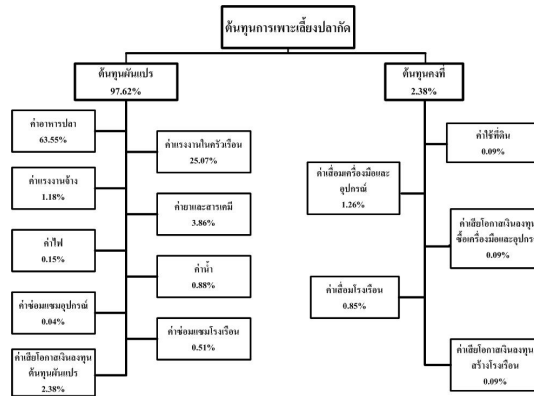 ต้นทุนการเพาะเลี้ยงปลากัด
ต้นทุนผันแปร
97.62%
ต้นทุนคงที่
2.38%
ค่าอาหารปลา
63.55%
ค่าแรงงานในครัวเรือน
25.07%
ค่าแรงงานจ้าง
1.18%
ค่ายาและสารเคมี
3.86%
ค่าไฟ
0.15%
ค่าน้ำ
0.88%
ค่าซ่อมแซมอุปกรณ์
0.04%
ค่าซ่อมแซมโรงเรือน
0.51%
ค่าเสียโอกาสเงินลงทุน
ต้นทุนผันแปร
2.38%
ค่าใช้ที่ดิน
0.09%
ค่าเสื่อมเครื่องมือและ
อุปกรณ์
1.26%
ค่าเสียโอกาสเงินลงทุน
ซื้อเครื่องมือและอุปก
0.09%
ค่าเสื่อมโรงเรือน
0.85%
ค่าเสียโอกาสเงินลงทุน
สร้างโรงเรือน
0.09%